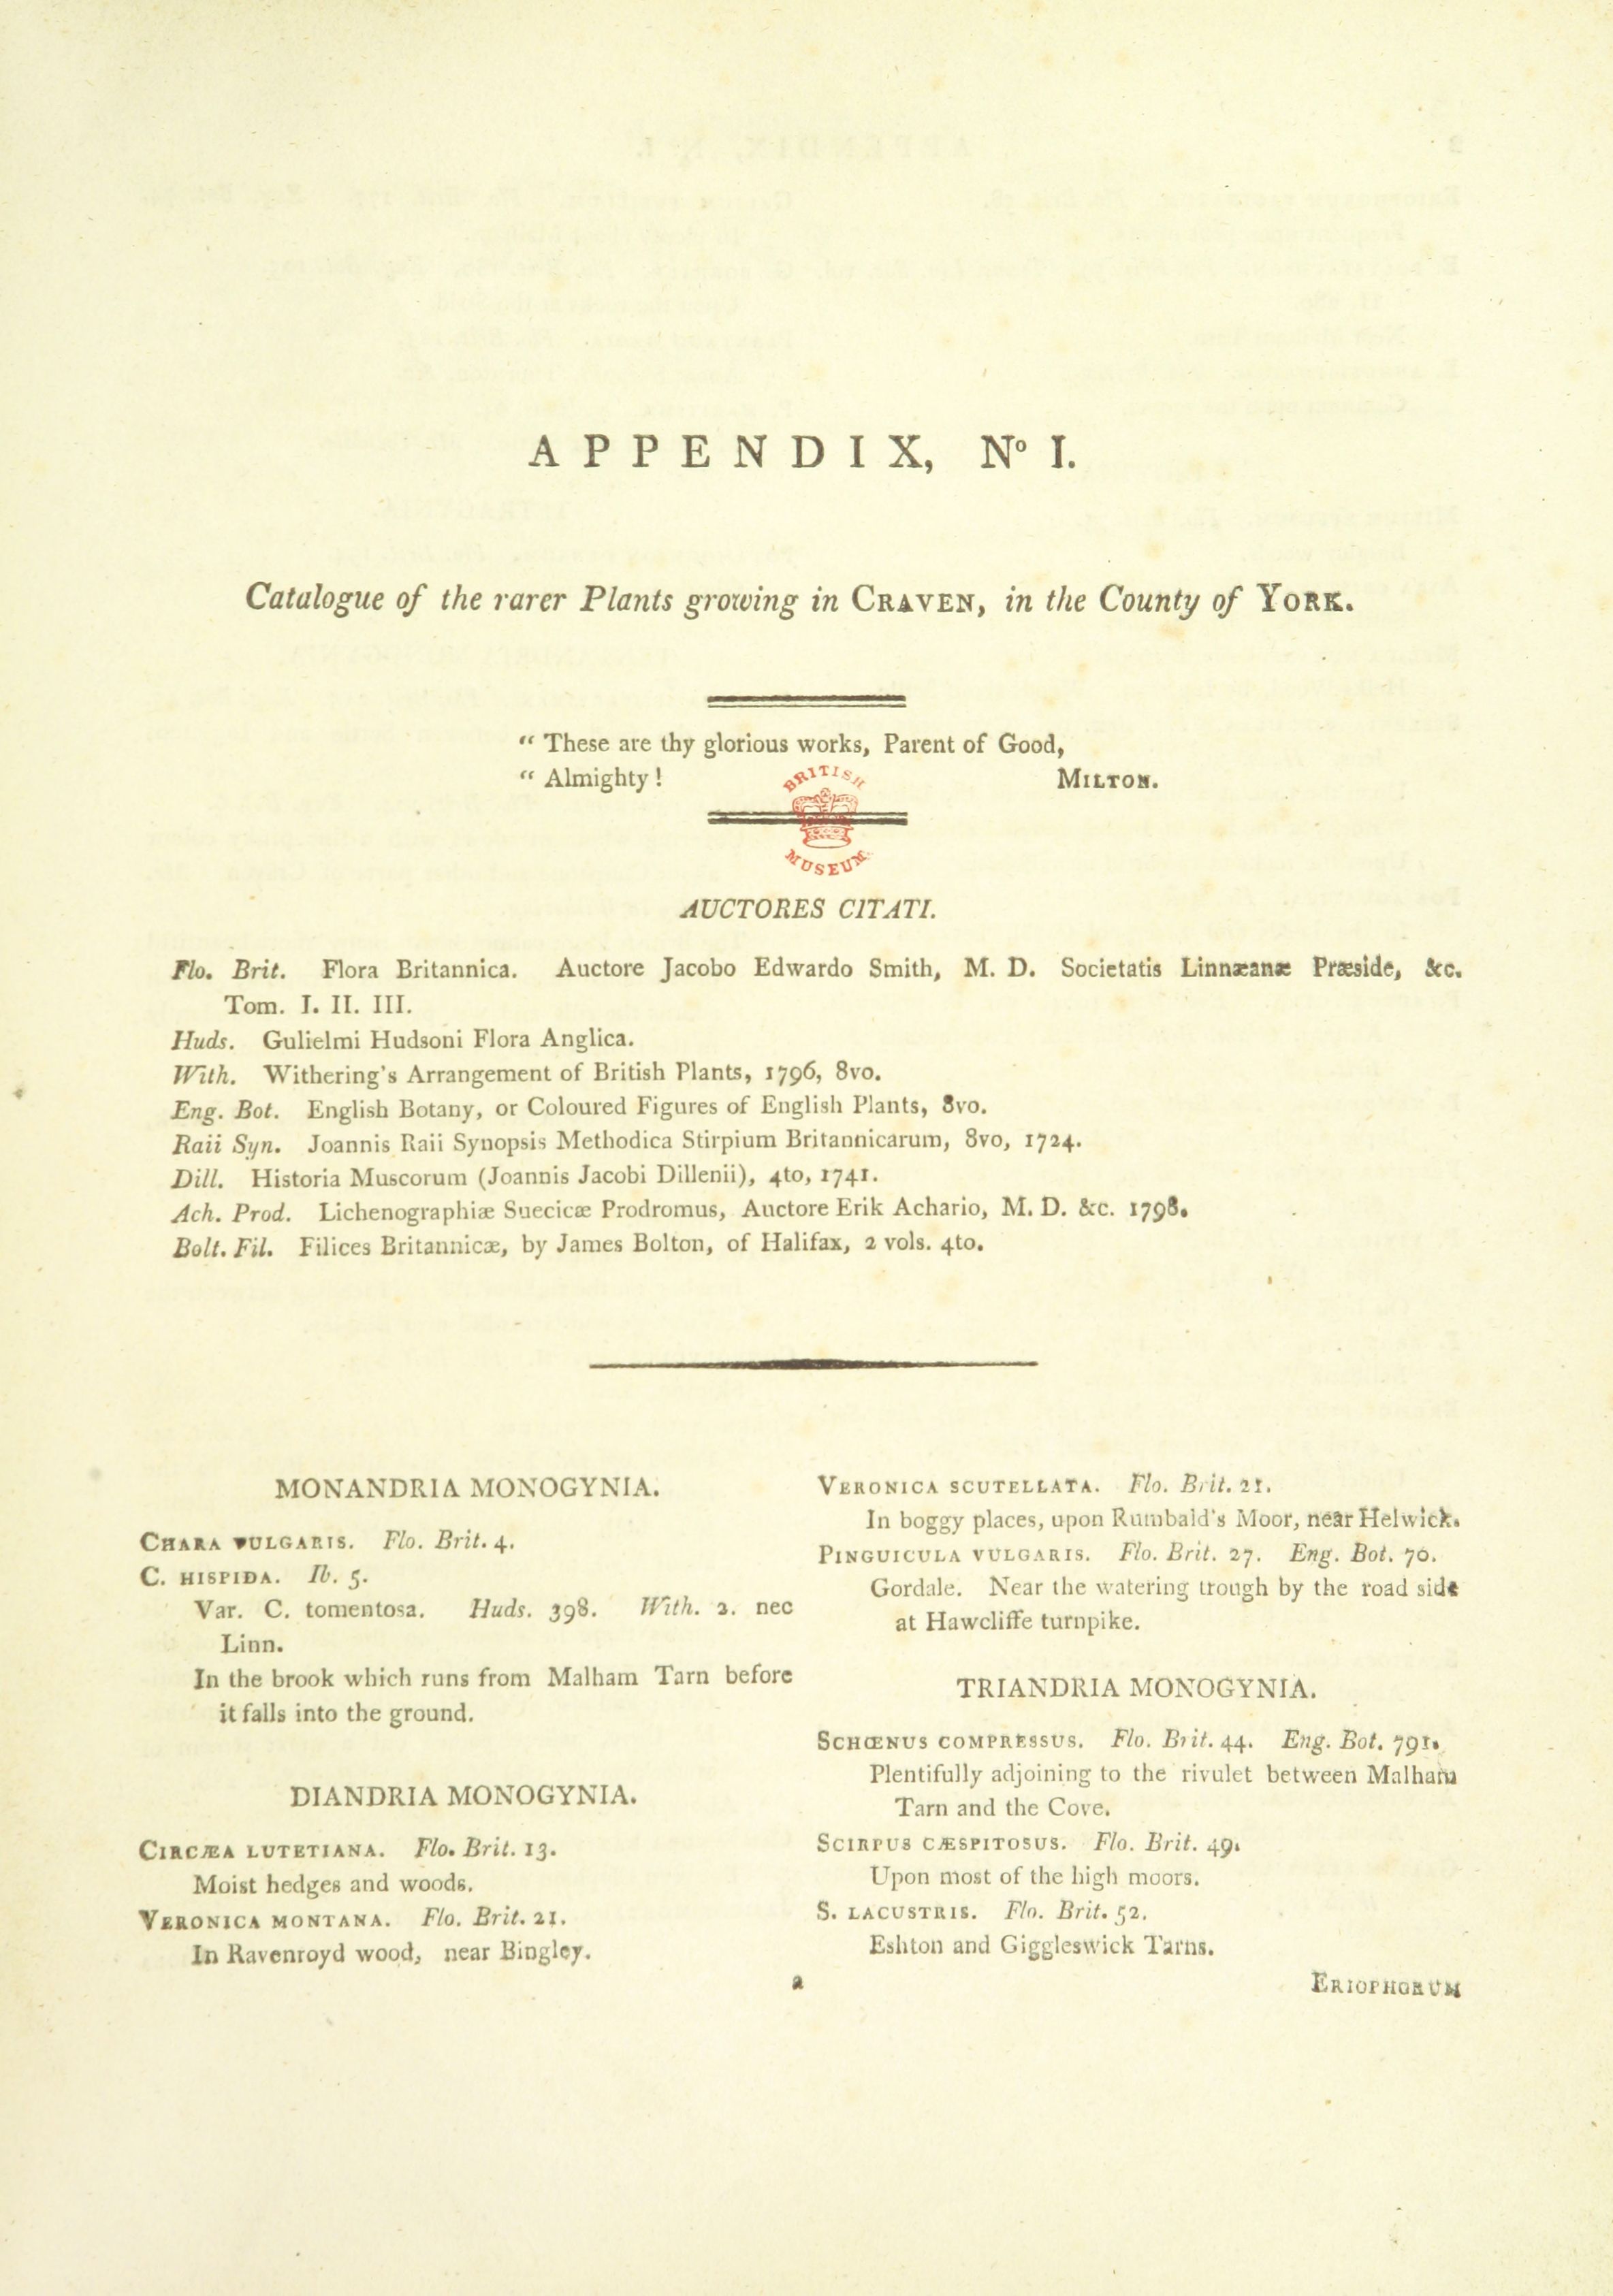 APPENDIX, Nº I.
Catalogue of the rarer Plants growing in CRAVEN, in the County of YORK.
“ These are thy glorious works, Parent of Good,
“ Almighty! MILTON.
BRITISH
MUSEUM
AUCTORES CITATI.
Flo. Brit. Flora Britannica. Auctore Jacobo Edwardo Smith, M. D. Societatis Linnæanæ Præside, &c.
Tom. I. II. III.
Huds. Gulielmi Hudsoni Flora Anglica.
With. Withering's Arrangement of British Plants, 1796, 8vo.
Eng. Bot. English Botany, or Coloured Figures of English Plants, 8vo.
Raii Syn. Joannis Raii Synopsis Methodica Stirpium Britannicarum, 8vo, 1724.
Dill. Historia Muscorum (Joannis Jacobi Dillenii), 4to, 1741.
Ach. Prod. Lichenographiæ Suecicæ Prodromus, Auctore Erik Achario, M. D. &c. 1798.
Bolt. Fil. Filices Britannicæ, by James Bolton, of Halifax, 2 vols. 4to.
MONANDRIA MONOGYNIA.
CHARA VULGARIS. Flo. Brit. 4.
C. HISPIDA. Ib. 5.
Var. C. tomentosa. Huds. 398. With. 2. nec
Linn.
In the brook which runs from Malham Tarn before
it falls into the ground.
DIANDRIA MONOGYNIA.
CIRCÆA LUTETIANA. Flo. Brit. 13.
Moist hedges and woods.
VERONICA MONTANA. Flo. Brit. 21.
In Ravenroyd wood, near Bingley.
VERONICA SCUTELLATA. Flo. Brit. 21.
In boggy places, upon Rumbald's Moor, near Helwick.
PINGUICULA VULGARIS. Flo. Brit. 27. Eng. Bot. 70.
Gordale. Near the watering trough by the road side
at Hawcliffe turnpike.
TRIANDRIA MONOGYNIA.
SCHŒNUS COMPRESSUS. Flo. Brit. 44. Eng. Bot. 791.
Plentifully adjoining to the rivulet between Malham
Tarn and the Cove.
SCIRPUS CÆSPITOSUS. Flo. Brit. 49.
Upon most of the high moors.
S. LACUSTRIS. Flo. Brit. 52.
Eshton and Giggleswick Tarns.
a ERIOPHORUM